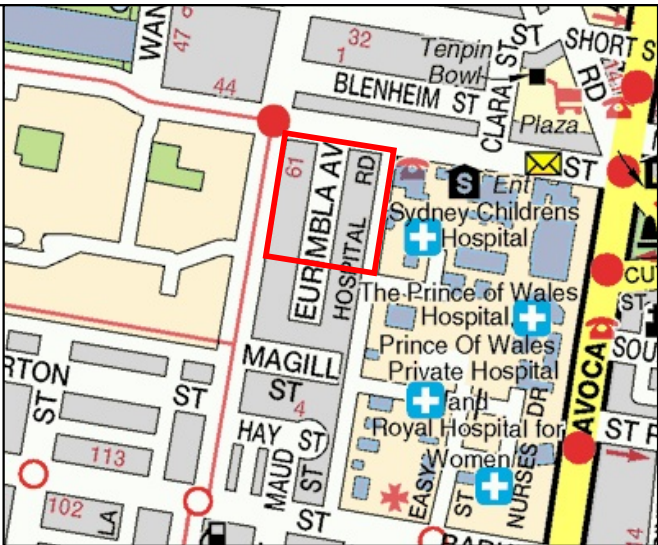 WAN
6
47
44
32
1
Tenpin
Bowl
BLENHEIM ST
CLARA ST
ST
SHORT S
RD
Plaza
ST
61
EURIMBLA AV
HOSPITAL RD
S
Ent
Sydney Childrens
Hospital
The Prince of Wales
Hospital,
Prince Of Wales
Private Hospital
and
Royal Hospital for
Women
CU
ST
SOU
AVOCA
ST
MAGILL
ST
4
RTON
ST
ST
HAY ST
MAUD ST
113
102
LA
ST
EASY ST
NURSES DR
14